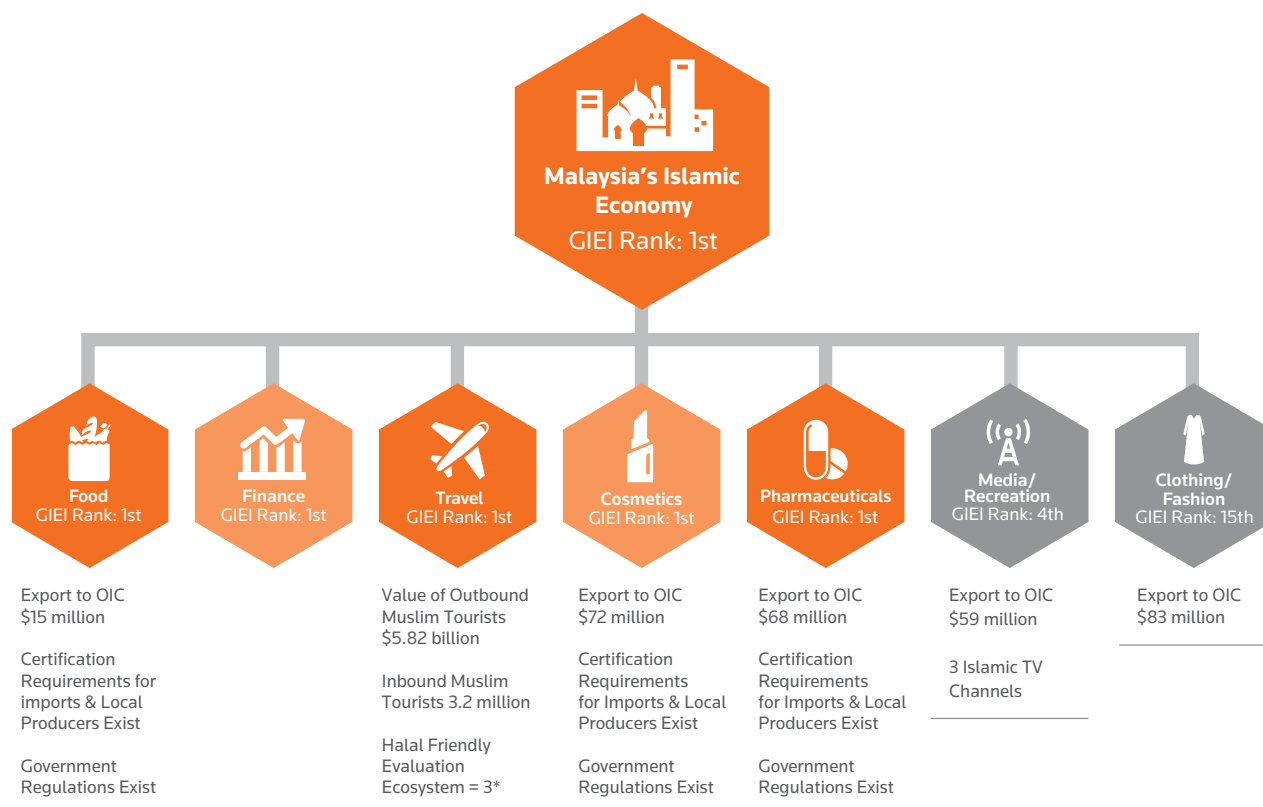 Malaysia's Islamic
Economy
GIEI Rank: 1st
Food
GIEI Rank: 1st
Finance
GIEI Rank: 1st
Travel
GIEI Rank: 1st
Cosmetics
GIEI Rank: 1st
Pharmaceuticals
GIEI Rank: 1st
Media/
Recreation
GIEI Rank: 4th
Clothing/
Fashion
GIEI Rank: 15th
Export to OIC
$15 million
Certification
Requirements for
imports & Local
Producers Exist
Government
Regulations Exist
Value of Outbound
Muslim Tourists
$5.82 billion
Inbound Muslim
Tourists 3.2 million
Halal Friendly
Evaluation
Ecosystem = 3*
Export to OIC
$72 million
Certification
Requirements
for Imports & Local
Producers Exist
Government
Regulations Exist
Export to OIC
$68 million
Certification
Requirements
for Imports & Local
Producers Exist
Government
Regulations Exist
Export to OIC
$59 million
3 Islamic TV
Channels
Export to OIC
$83 million